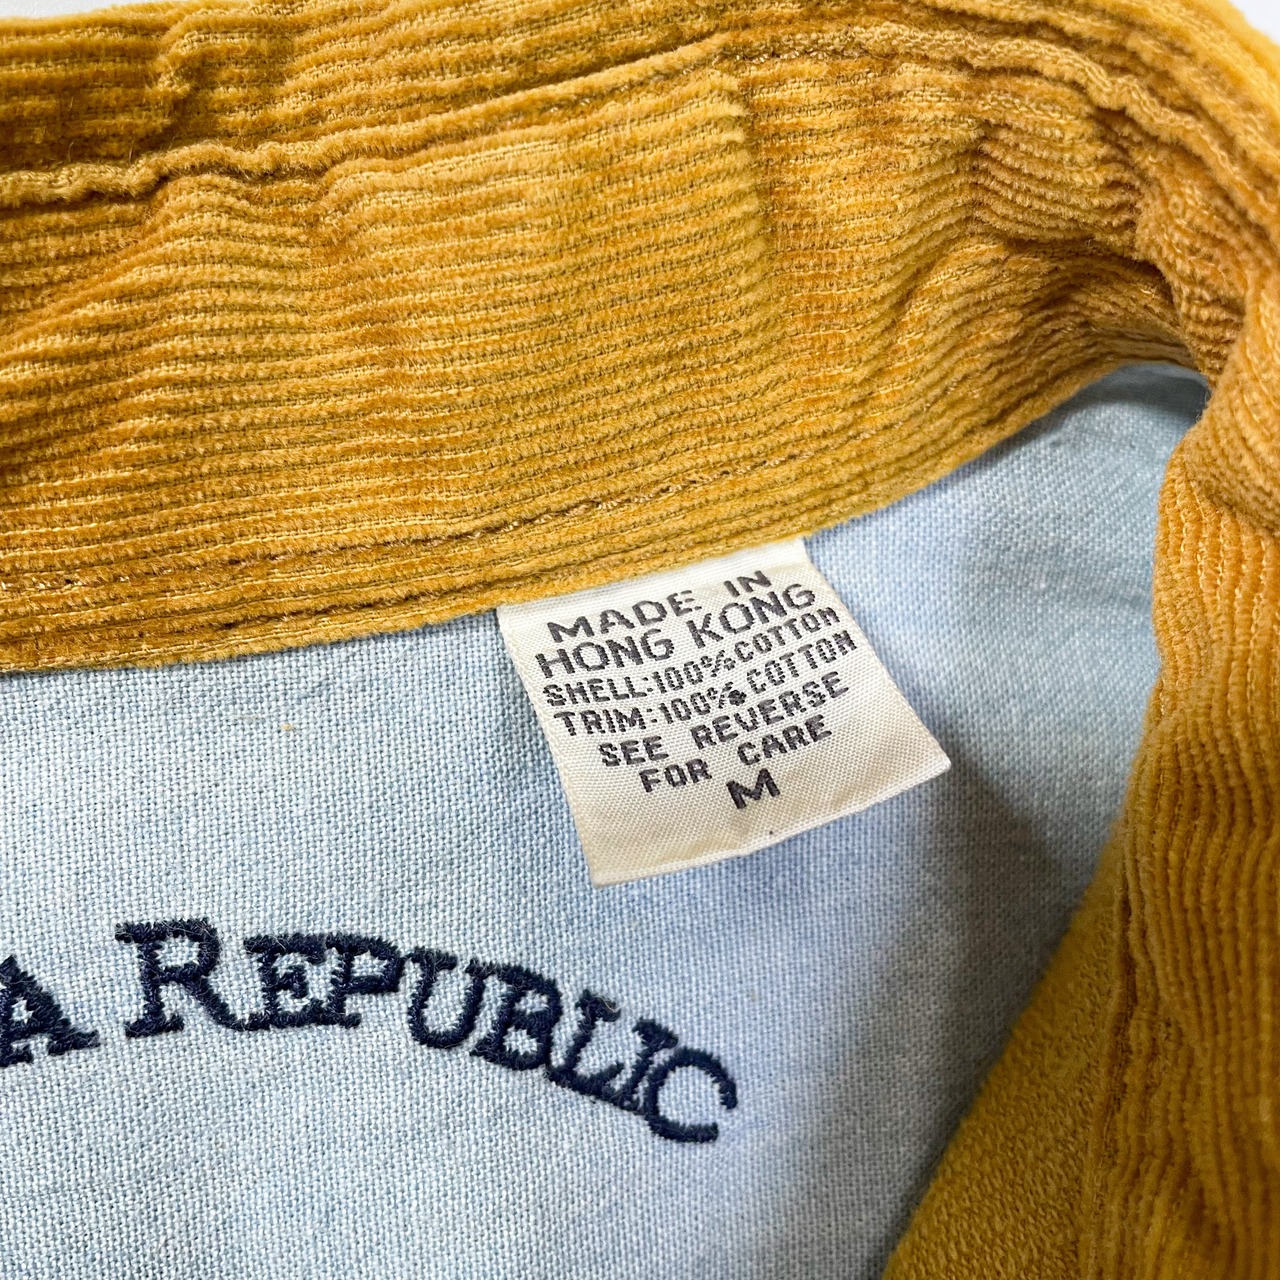 MADE IN
HONG KONG
SHELL:100%COTTON
TRIM:100%COTTON
SEE REVERSE
FOR CARE
M
A REPUBLIC